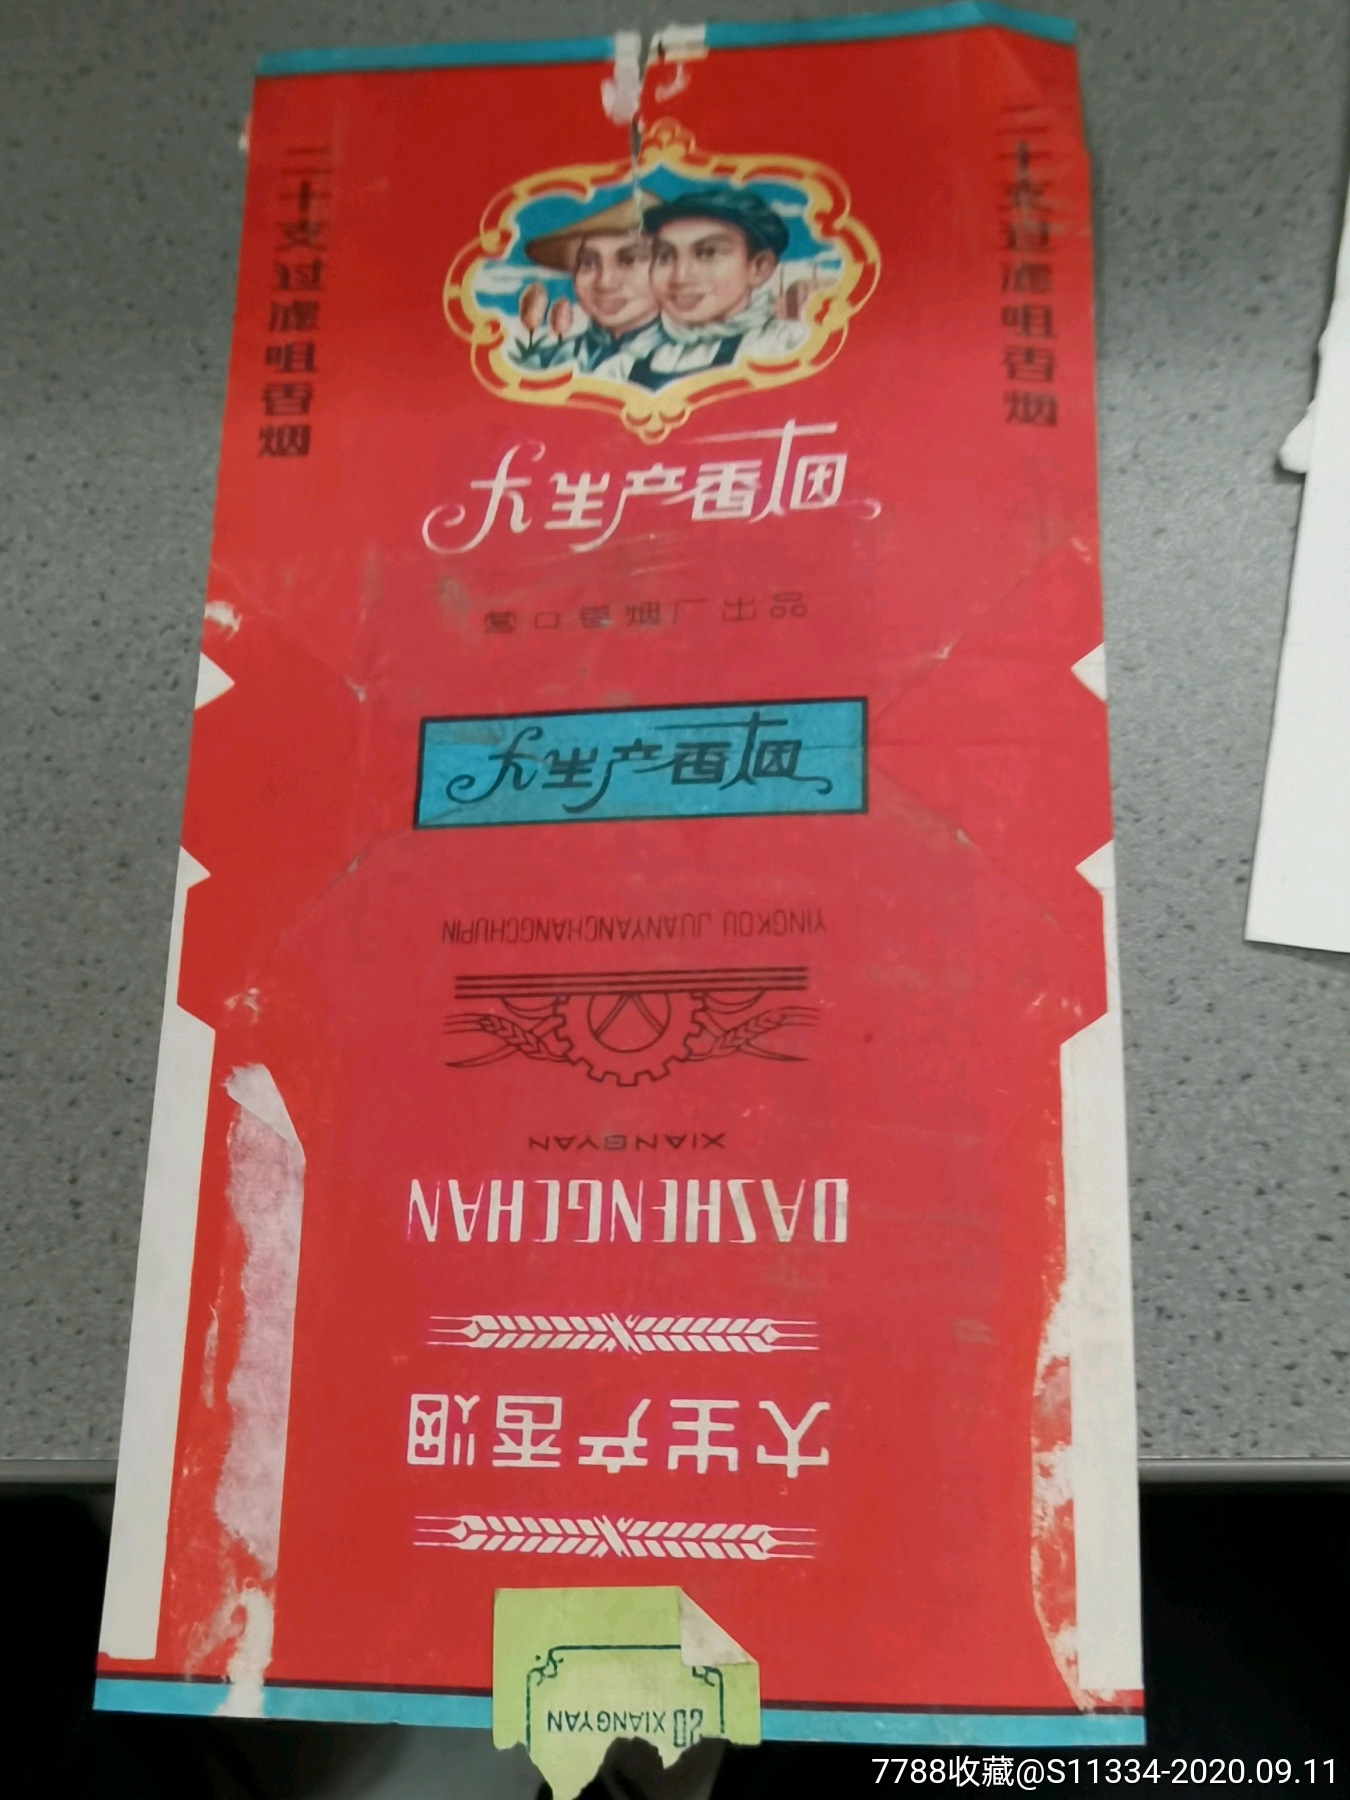 二十支过滤咀香烟
二十支过滤咀香烟
大生产香烟
营口卷烟厂出品
大生产香烟
YINGKOU JUANYANCHANGCHUPIN
XIANGYAN
DASHENGCHAN
大生产香烟
20 XIANGYAN
7788收藏@S11334-2020.09.11